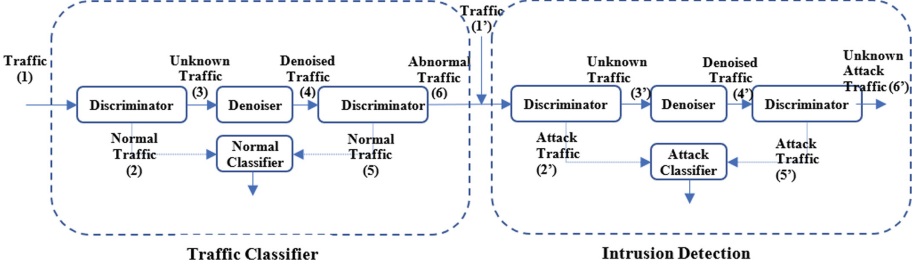 Traffic
(1)
Discriminator
Unknown
Traffic
(3)
Denoiser
Denoised
Traffic
(4)
Discriminator
Abnormal
Traffic
(6)
Normal
Traffic
(2)
Normal
Classifier
Normal
Traffic
(5)
Traffic Classifier
Traffic
(1’)
Discriminator
Unknown
Traffic
(3’)
Denoiser
Denoised
Traffic
(4’)
Discriminator
Unknown
Attack
Traffic (6’)
Attack
Traffic
(2’)
Attack
Classifier
Attack
Traffic
(5’)
Intrusion Detection